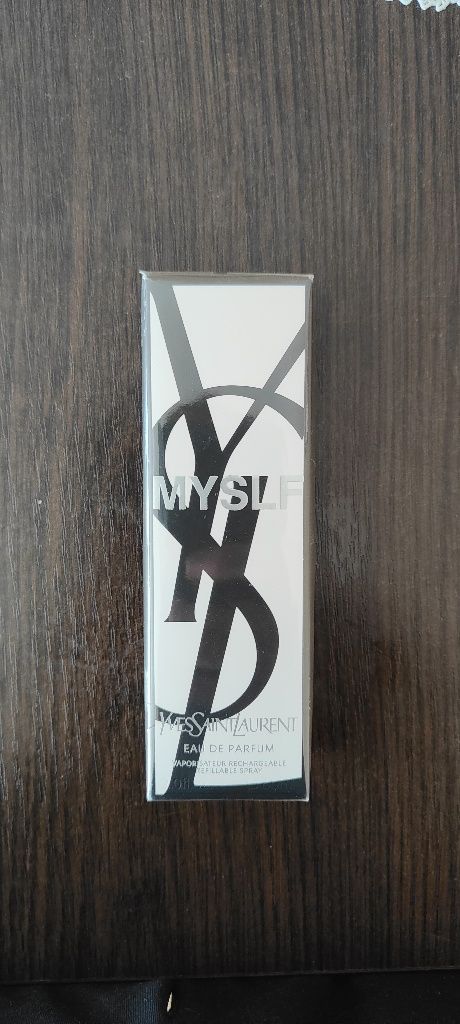 MYSLF
YVESSAINTLAURENT
EAU DE PARFUM
VAPORISATEUR RECHARGEABLE
REFILLABLE SPRAY